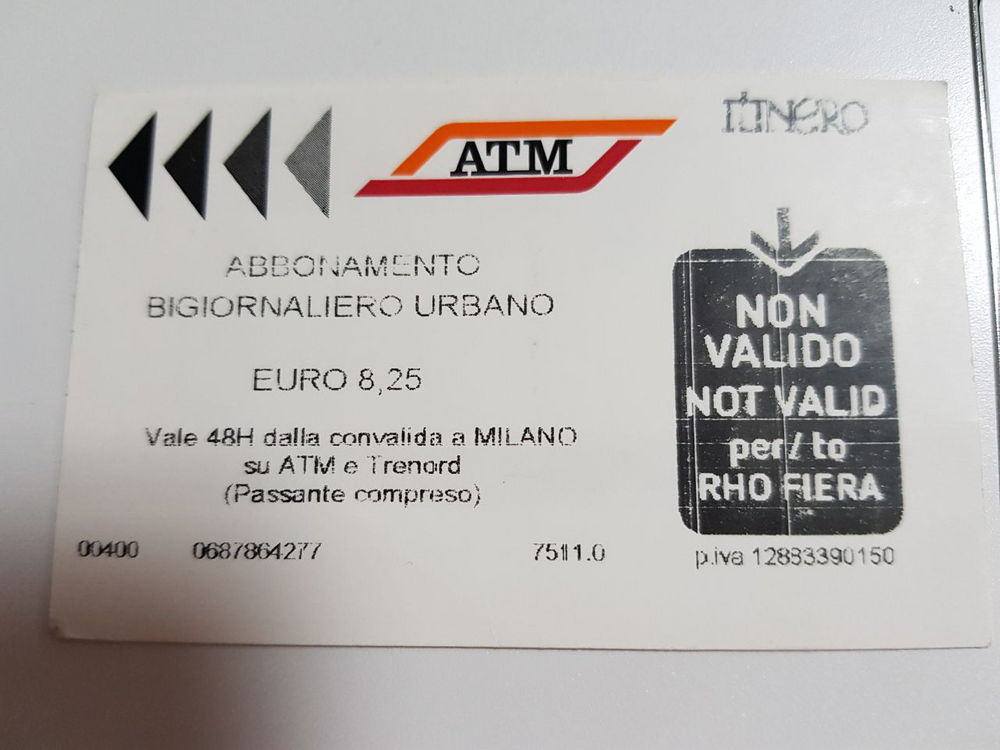 ATM
ITINERO
ABBONAMENTO
BIGIORNALIERO URBANO
EURO 8,25
Vale 48H dalla convalida a MILANO
su ATM e Trenord
(Passante compreso)
NON
VALIDO
NOT VALID
per/to
RHO FIERA
00400 0687864277 7511.0 p.iva 12883390150